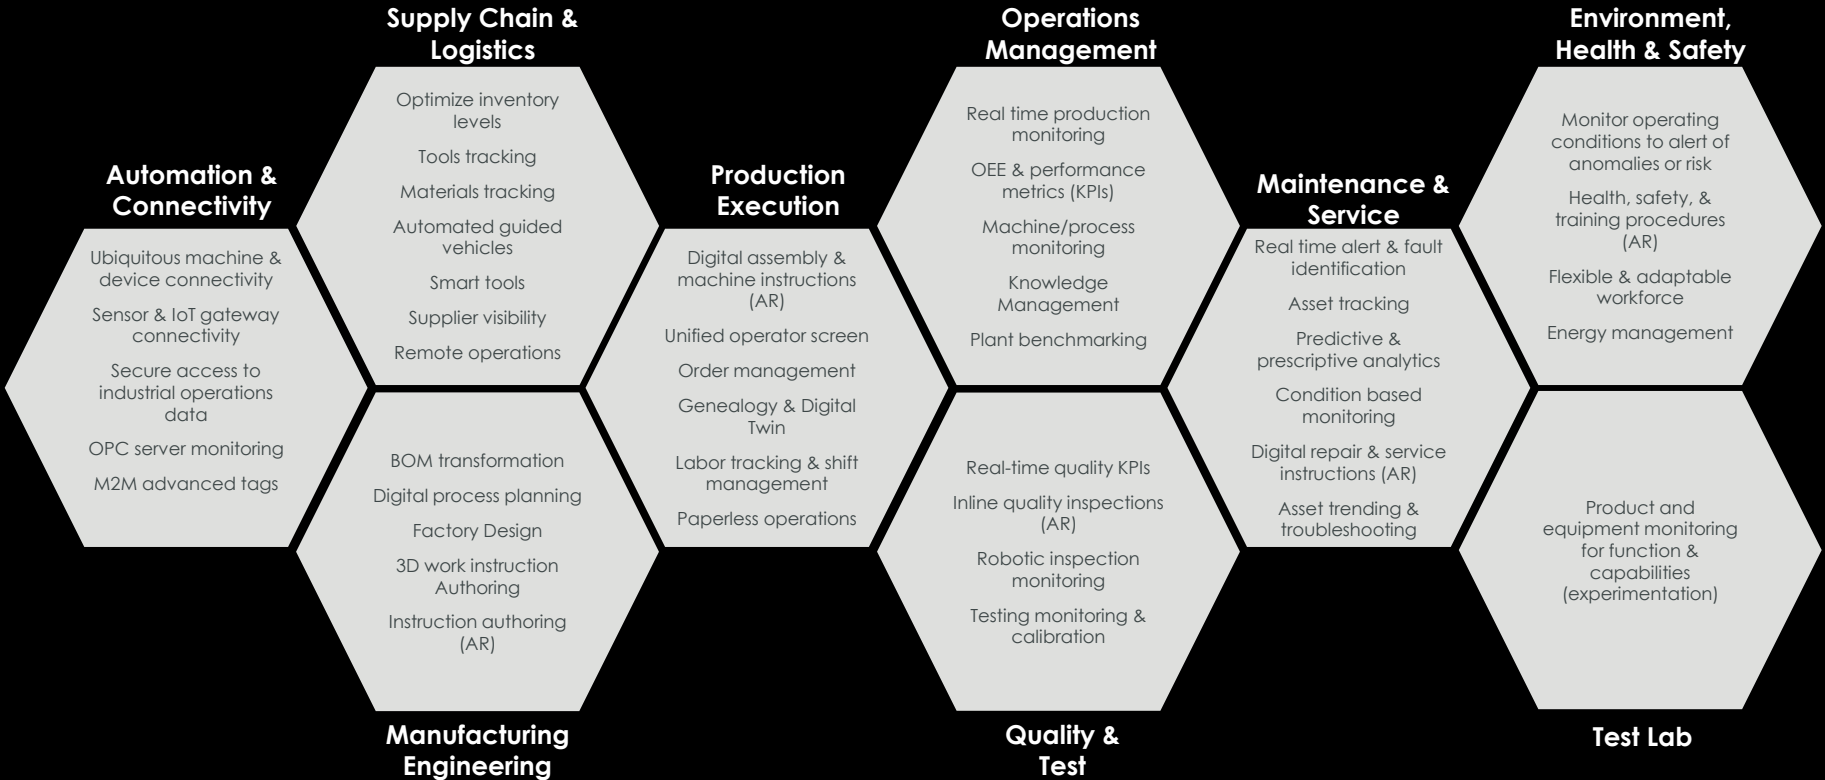 Automation &
Connectivity
Ubiquitous machine &
device connectivity
Sensor & IoT gateway
connectivity
Secure access to
industrial operations
data
OPC server monitoring
M2M advanced tags
Supply Chain &
Logistics
Optimize inventory
levels
Tools tracking
Materials tracking
Automated guided
vehicles
Smart tools
Supplier visibility
Remote operations
BOM transformation
Digital process planning
Factory Design
3D work instruction
Authoring
Instruction authoring
(AR)
Manufacturing
Engineering
Production
Execution
Digital assembly &
machine instructions
(AR)
Unified operator screen
Order management
Genealogy & Digital
Twin
Labor tracking & shift
management
Paperless operations
Operations
Management
Real time production
monitoring
OEE & performance
metrics (KPIs)
Machine/process
monitoring
Knowledge
Management
Plant benchmarking
Real-time quality KPIs
Inline quality inspections
(AR)
Robotic inspection
monitoring
Testing monitoring &
calibration
Quality &
Test
Maintenance &
Service
Real time alert & fault
identification
Asset tracking
Predictive &
prescriptive analytics
Condition based
monitoring
Digital repair & service
instructions (AR)
Asset trending &
troubleshooting
Environment,
Health & Safety
Monitor operating
conditions to alert of
anomalies or risk
Health, safety, &
training procedures
(AR)
Flexible & adaptable
workforce
Energy management
Product and
equipment monitoring
for function &
capabilities
(experimentation)
Test Lab